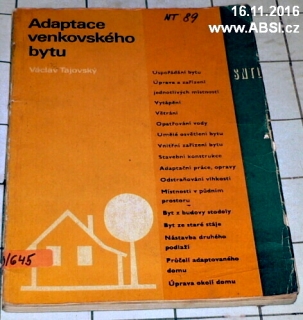 16.11.2016
www.ABSI.cz
NT 89
Adaptace
venkovského
bytu
Václav Tajovský
Uspořádání bytu
Úprava a zařízení
jednotlivých místností
Vytápění
Větrání
Opatřování vody
Umělé osvětlení bytu
Vnitřní zařízení bytu
Stavební konstrukce
Adaptační práce, opravy
Odstraňování vlhkosti
Místnosti v půdním
prostoru
Byt z budovy stodoly
Byt ze staré stáje
Nástavba druhého
podlaží
Průčelí adaptovaného
domu
Úprava okolí domu
/645